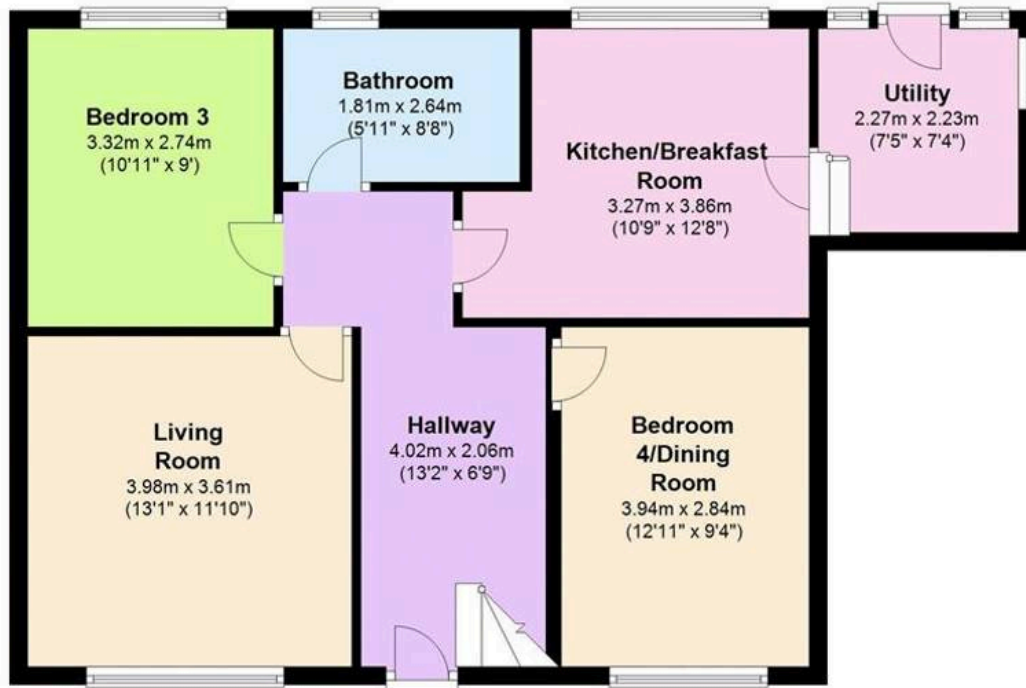 Bedroom 3
3.32m x 2.74m
(10'11" x 9')
Bathroom
1.81m x 2.64m
(5'11" x 8'8")
Kitchen/Breakfast
Room
3.27m x 3.86m
(10'9" x 12'8")
Utility
2.27m x 2.23m
(7'5" x 7'4")
Living
Room
3.98m x 3.61m
(13'1" x 11'10")
Hallway
4.02m x 2.06m
(13'2" x 6'9")
Bedroom
4/Dining
Room
3.94m x 2.84m
(12'11" x 9'4")